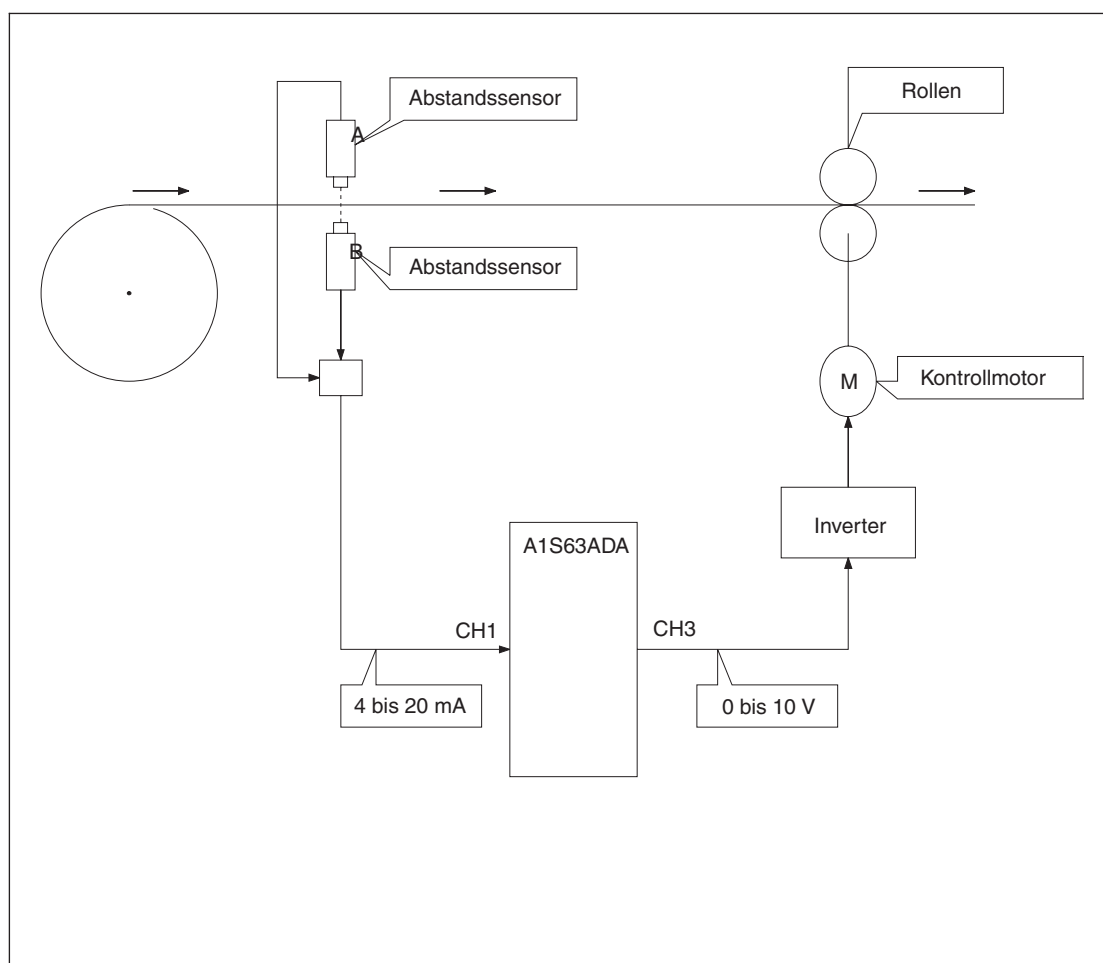 Abstandssensor
Rollen
A
B
Abstandssensor
M
Kontrollmotor
Inverter
A1S63ADA
CH1
CH3
4 bis 20 mA
0 bis 10 V